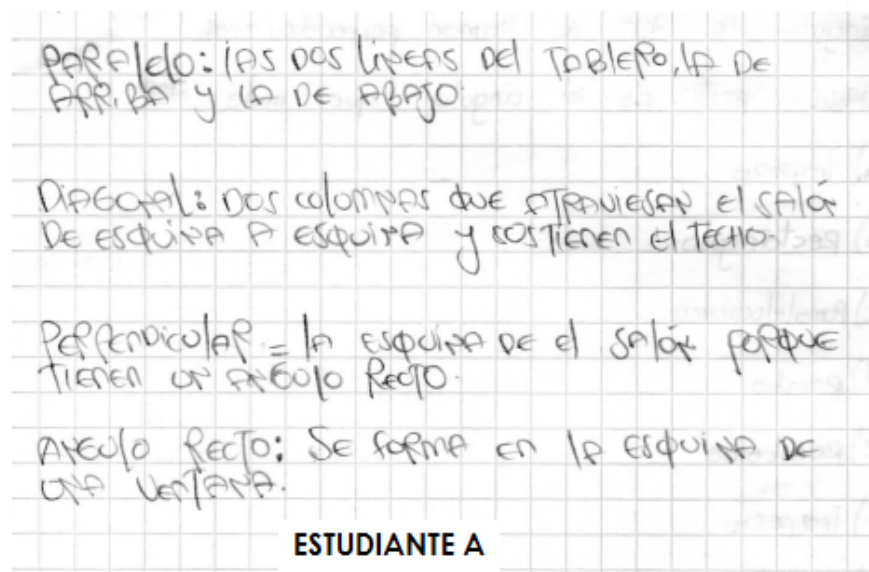 PARAlelo: lAS DOS líNEAS Del TABleRo, lA DE
ARRIBA y lA DE ABAJO.
DIAGONAL: DOS colOMNAS QUE ATRAVIESAN el SAlóN
DE ESQUINA A ESQUINA y SOSTIENEN el TECHO.
PERPENDICULAR = lA ESQUINA DE el SAlóN PORQUE
TIENEN UN ANGUlO RECTO.
ANGUlO RECTO: SE FORMA EN lA ESQUINA DE
UNA VENTANA.
ESTUDIANTE A